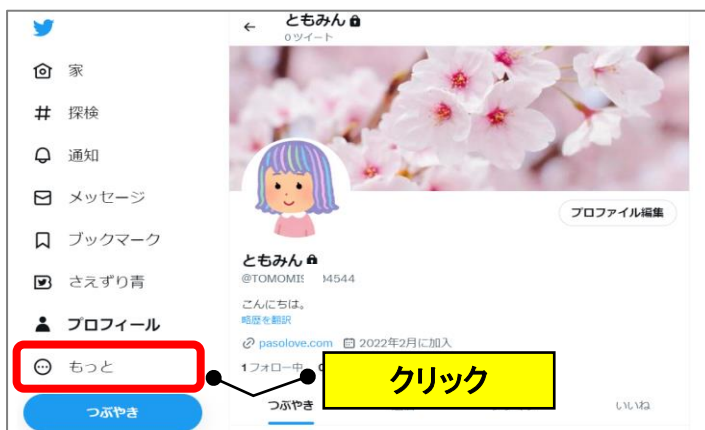 家
探検
通知
メッセージ
ブックマーク
さえずり青
プロフィール
もっと
つぶやき
ともみん
0 ツイート
プロファイル編集
ともみん
@TOMOMIS 4544
こんにちは。
略歴を翻訳
pasolove.com 2022年2月に加入
1フォロー中
クリック
つぶやき
いいね